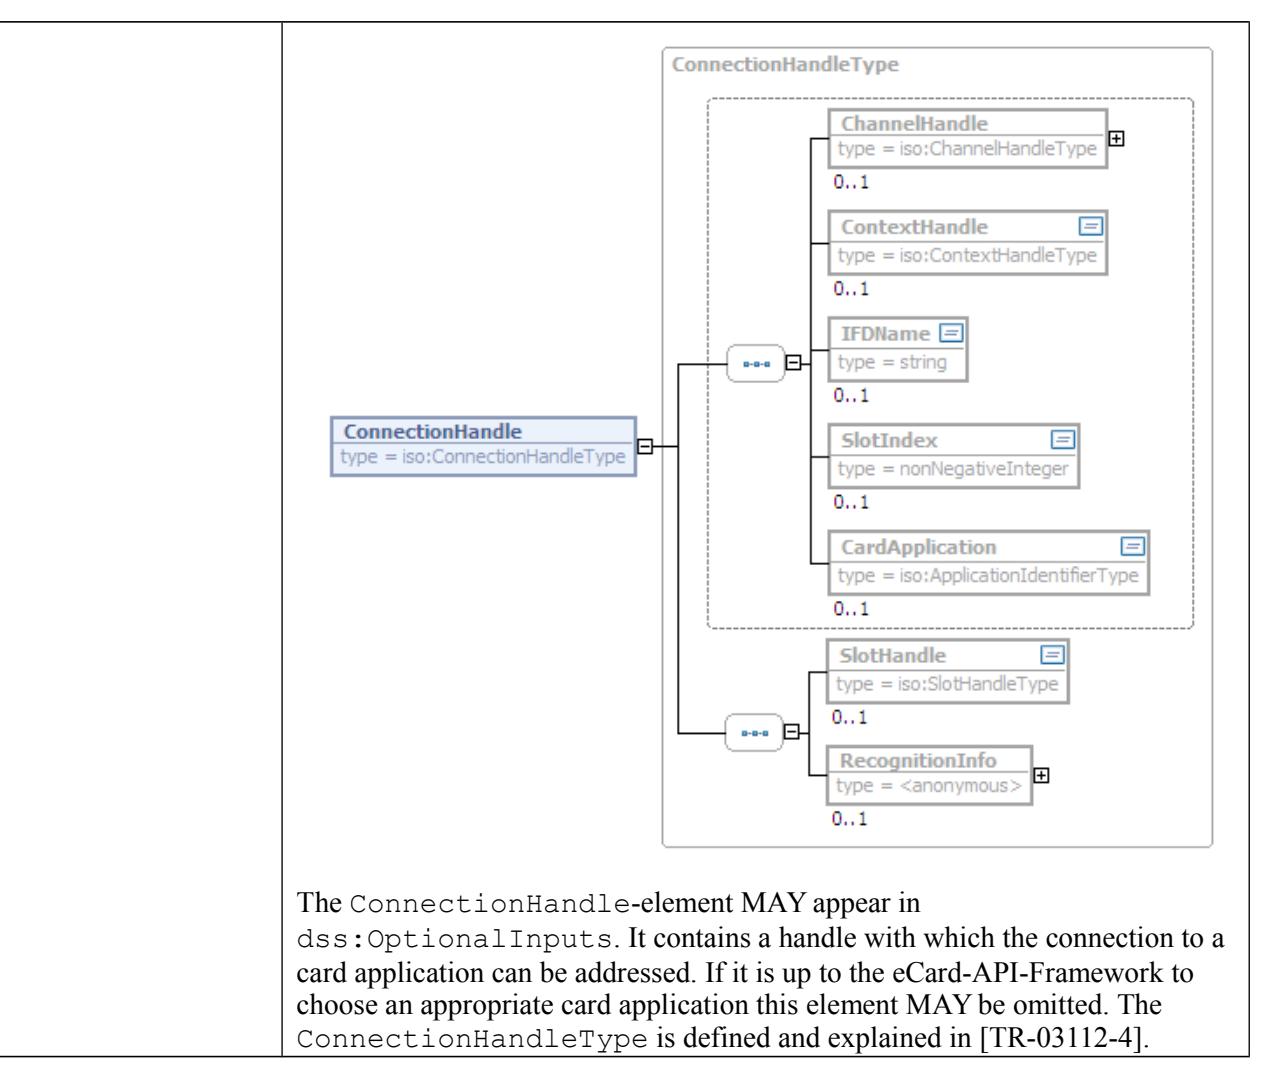 ConnectionHandleType
ChannelHandle
type = iso:ChannelHandleType
0..1
ContextHandle
type = iso:ContextHandleType
0..1
IFDName
type = string
0..1
ConnectionHandle
type = iso:ConnectionHandleType
SlotIndex
type = nonNegativeInteger
0..1
CardApplication
type = iso:ApplicationIdentifierType
0..1
SlotHandle
type = iso:SlotHandleType
0..1
RecognitionInfo
type = <anonymous>
0..1
The ConnectionHandle-element MAY appear in
dss:OptionalInputs. It contains a handle with which the connection to a
card application can be addressed. If it is up to the eCard-API-Framework to
choose an appropriate card application this element MAY be omitted. The
ConnectionHandleType is defined and explained in [TR-03112-4].